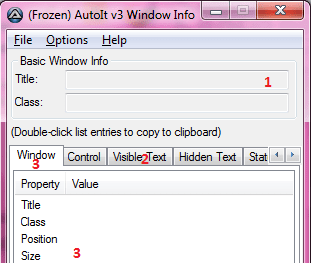 (Frozen) AutoIt v3 Window Info
File Options Help
Basic Window Info
Title: 1
Class:
(Double-click list entries to copy to clipboard)
Window Control Visible Text Hidden Text Stat
3 2
Property Value
Title
Class
Position
Size 3